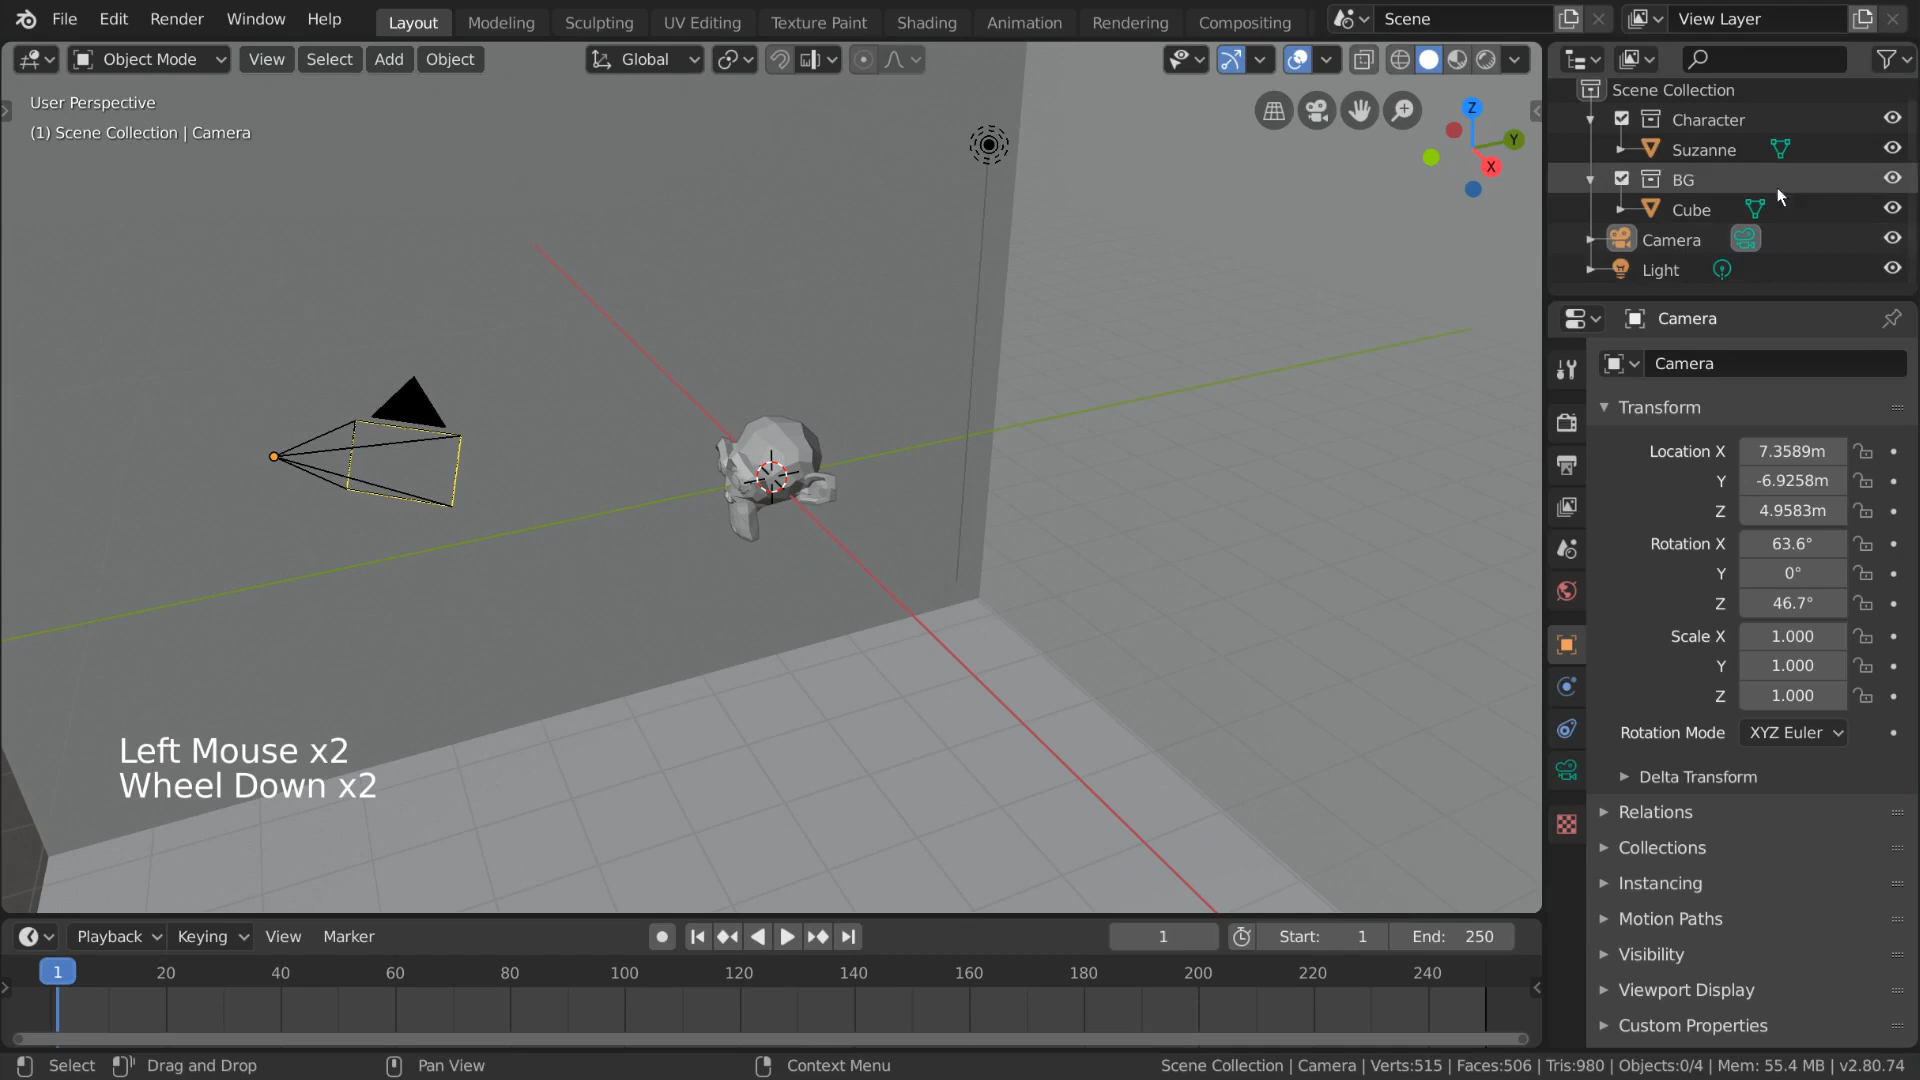 File Edit Render Window Help Layout Modeling Sculpting UV Editing Texture Paint Shading Animation Rendering Compositing Scene View Layer
Object Mode View Select Add Object Global
User Perspective
(1) Scene Collection | Camera
Z
Y
X
Left Mouse x2
Wheel Down x2
Scene Collection
Character
Suzanne
BG
Cube
Camera
Light
Camera
Camera
Transform
Location X 7.3589m
Y -6.9258m
Z 4.9583m
Rotation X 63.6°
Y 0°
Z 46.7°
Scale X 1.000
Y 1.000
Z 1.000
Rotation Mode XYZ Euler
Delta Transform
Relations
Collections
Instancing
Motion Paths
Visibility
Viewport Display
Custom Properties
Playback Keying View Marker 1 Start: 1 End: 250
1 20 40 60 80 100 120 140 160 180 200 220 240
Select Drag and Drop Pan View Context Menu Scene Collection | Camera | Verts:515 | Faces:506 | Tris:980 | Objects:0/4 | Mem: 55.4 MB | v2.80.74